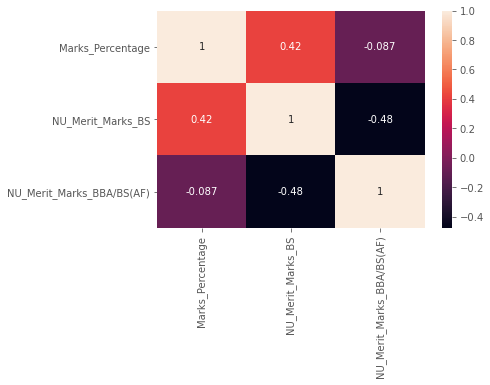 Marks_Percentage
NU_Merit_Marks_BS
NU_Merit_Marks_BBA/BS(AF)
1 0.42 -0.087
0.42 1 -0.48
-0.087 -0.48 1
Marks_Percentage
NU_Merit_Marks_BS
NU_Merit_Marks_BBA/BS(AF)
1.0
0.8
0.6
0.4
0.2
0.0
−0.2
−0.4